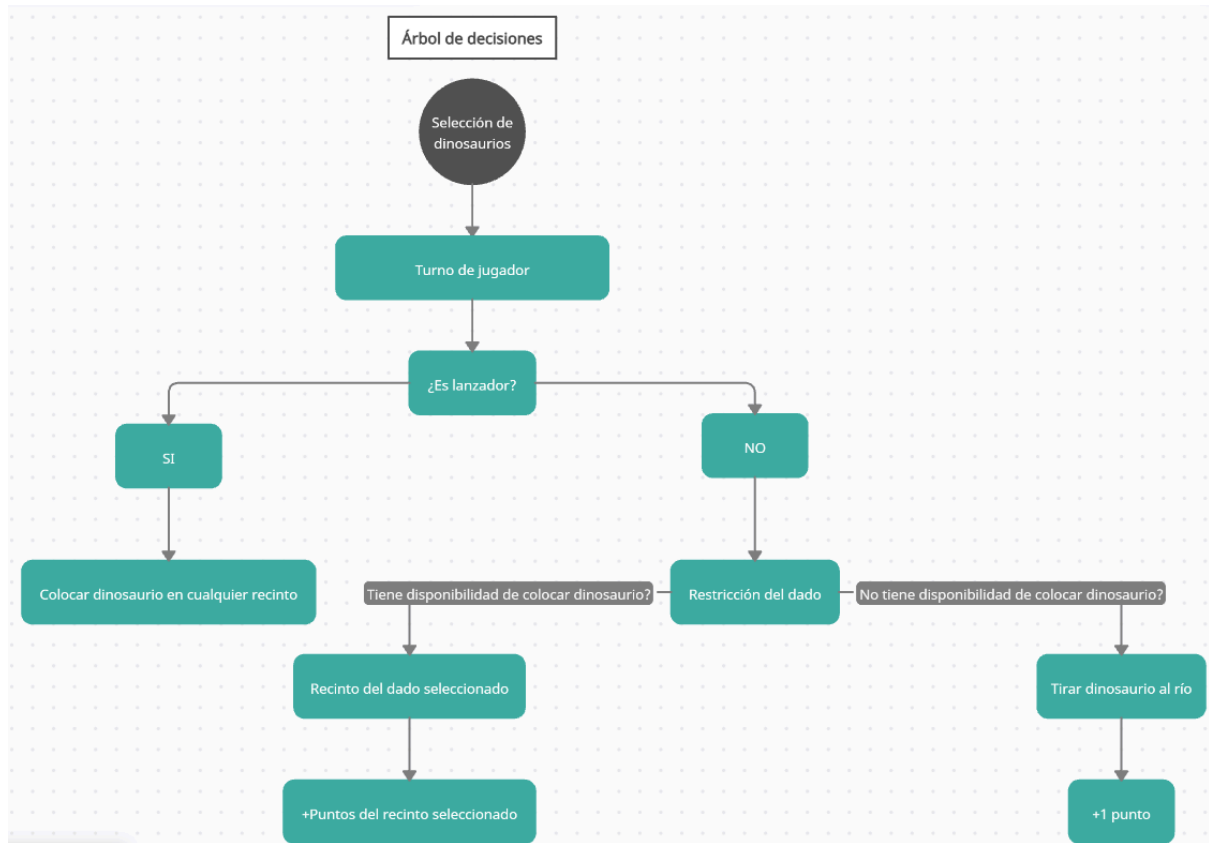 Árbol de decisiones
Selección de
dinosaurios
Turno de jugador
¿Es lanzador?
SI
NO
Colocar dinosaurio en cualquier recinto
Tiene disponibilidad de colocar dinosaurio?
Restricción del dado
No tiene disponibilidad de colocar dinosaurio?
Recinto del dado seleccionado
Tirar dinosaurio al río
+Puntos del recinto seleccionado
+1 punto